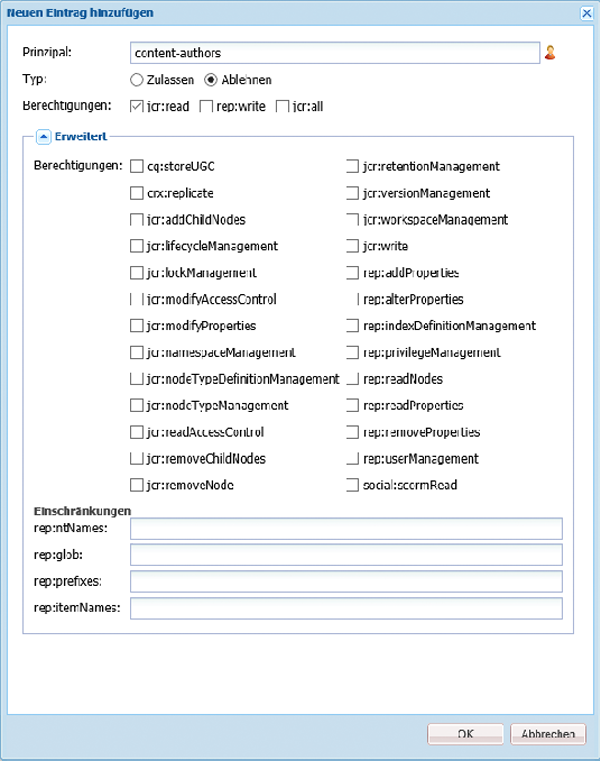 Neuen Eintrag hinzufügen
Prinzipal: content-authors
Typ: Zulassen Ablehnen
Berechtigungen: jcr:read rep:write jcr:all
Erweitert
Berechtigungen: cq:storeUGC jcr:retentionManagement
crx:replicate jcr:versionManagement
jcr:addChildNodes jcr:workspaceManagement
jcr:lifecycleManagement jcr:write
jcr:lockManagement rep:addProperties
jcr:modifyAccessControl rep:alterProperties
jcr:modifyProperties rep:indexDefinitionManagement
jcr:namespaceManagement rep:privilegeManagement
jcr:nodeTypeDefinitionManagement rep:readNodes
jcr:nodeTypeManagement rep:readProperties
jcr:readAccessControl rep:removeProperties
jcr:removeChildNodes rep:userManagement
jcr:removeNode social:scormRead
Einschränkungen
rep:ntNames:
rep:glob:
rep:prefixes:
rep:itemNames:
OK Abbrechen